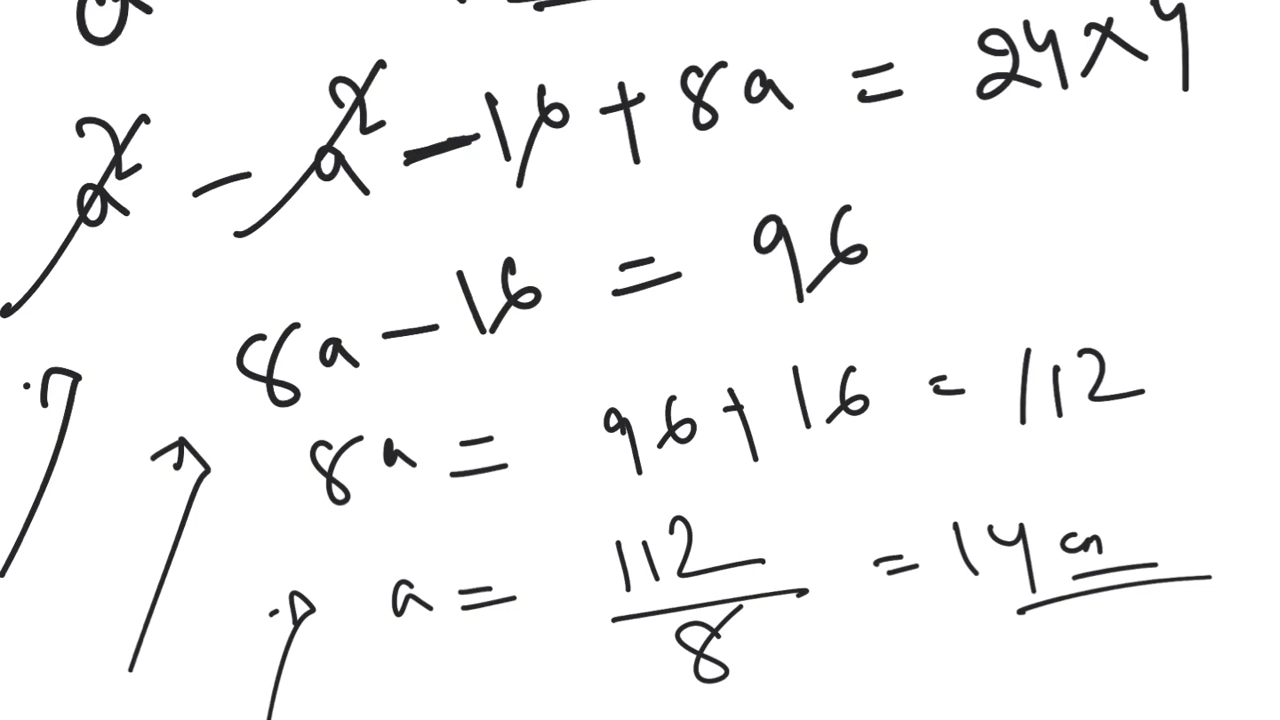 a² - a² - 16 + 8a = 24 × 4
8a - 16 = 96
8a = 96 + 16 = 112
a = 112/8 = 14 cm